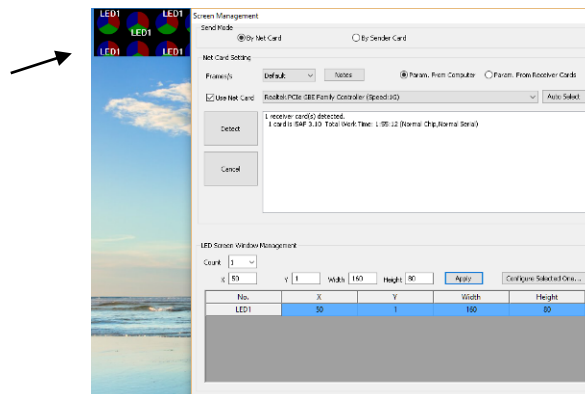 LED1 LED1
LED1
LED1 LED1
Screen Management
Send Mode
By Net Card By Sender Card
Net Card Setting
Frames/s Default Notes Param. From Computer Param. From Receiver Cards
Use Net Card Realtek PCIe GBE Family Controller (Speed:1G) Auto Select
Detect
1 receiver card(s) detected.
1 card is SAP 3.10 Total Work Time: 1:55:12 (Normal Chip,Normal Serial)
Cancel
LED Screen Window Management
Count 1
X 50 Y 1 Width 160 Height 80 Apply Configure Selected One...
No. X Y Width Height
LED1 50 1 160 80